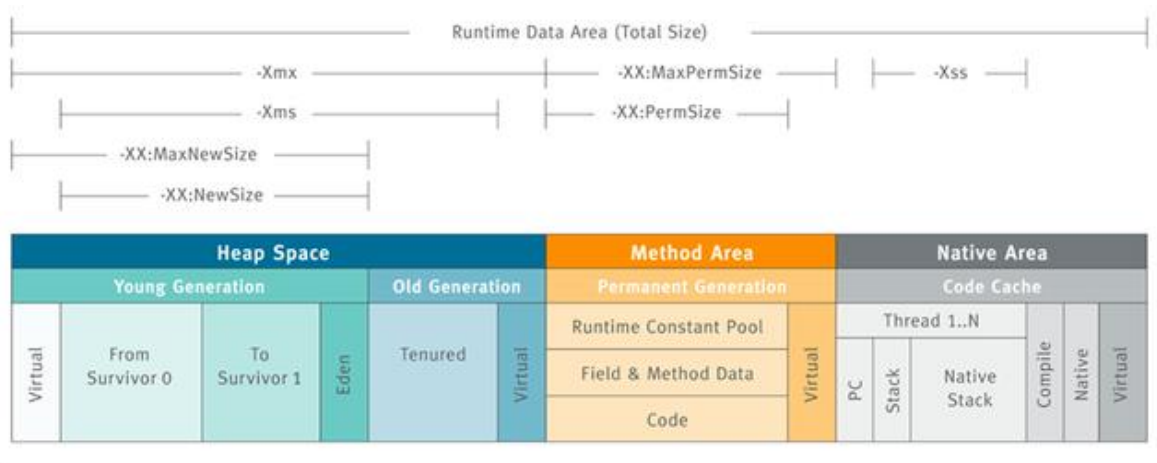 Runtime Data Area (Total Size)
-Xmx
-XX:MaxPermSize
-Xss
-Xms
-XX:PermSize
-XX:MaxNewSize
-XX:NewSize
Heap Space
Method Area
Native Area
Young Generation
Old Generation
Permanent Generation
Code Cache
Virtual
From
Survivor 0
To
Survivor 1
Eden
Tenured
Virtual
Runtime Constant Pool
Field & Method Data
Code
Virtual
Thread 1..N
PC
Stack
Native
Stack
Compile
Native
Virtual